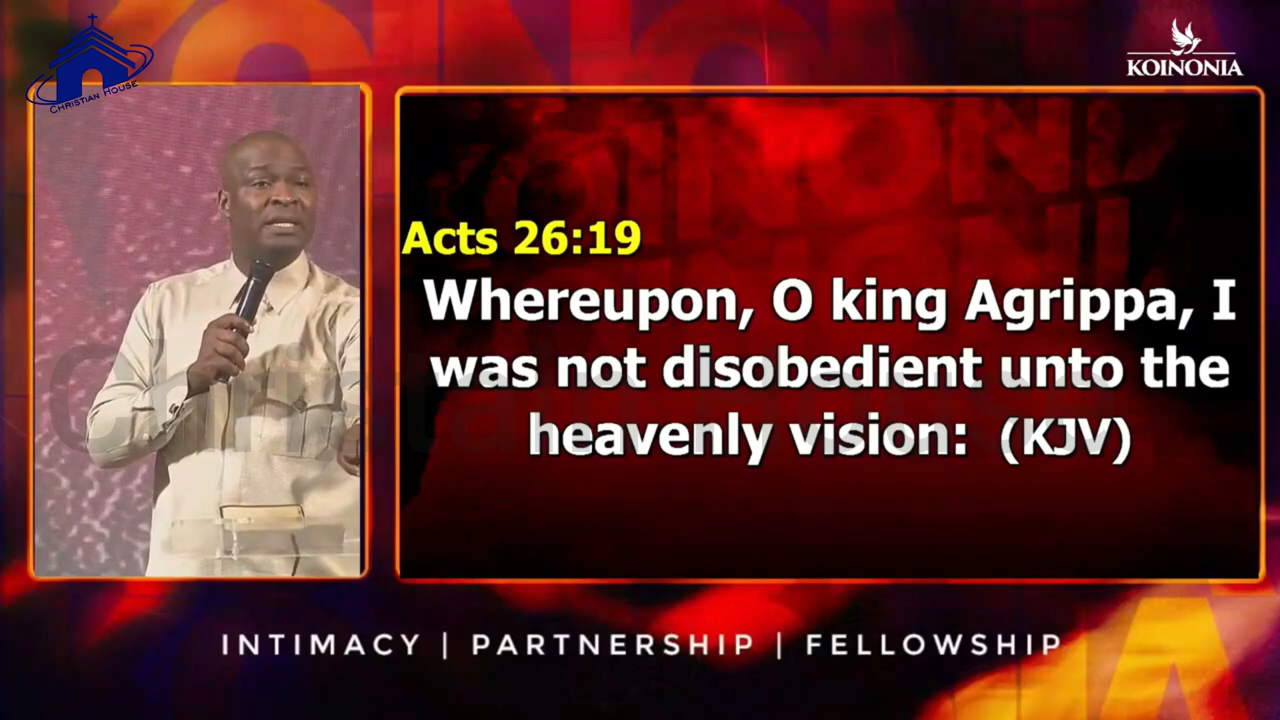 CHRISTIAN HOUSE
KOINONIA
Acts 26:19
Whereupon, O king Agrippa, I
was not disobedient unto the
heavenly vision: (KJV)
INTIMACY | PARTNERSHIP | FELLOWSHIP